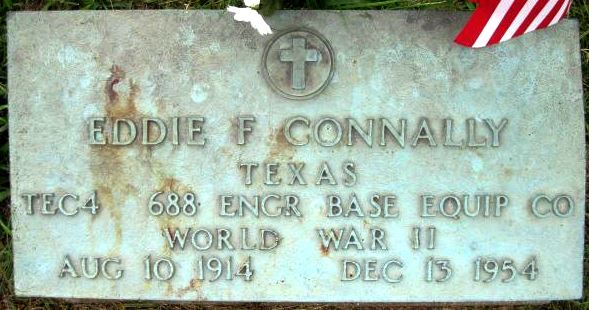 EDDIE F CONNALLY
TEXAS
TEC4 688 ENGR BASE EQUIP CO
WORLD WAR II
AUG 10 1914 DEC 13 1954